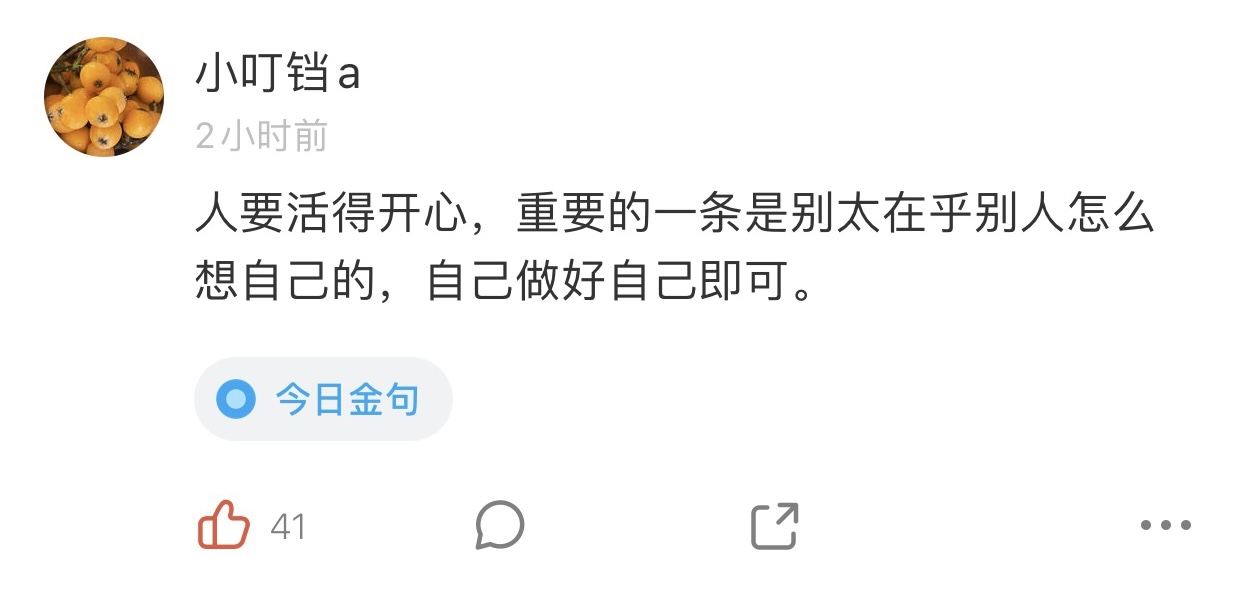 小叮铛a
2小时前
人要活得开心，重要的一条是别太在乎别人怎么
想自己的，自己做好自己即可。
今日金句
41